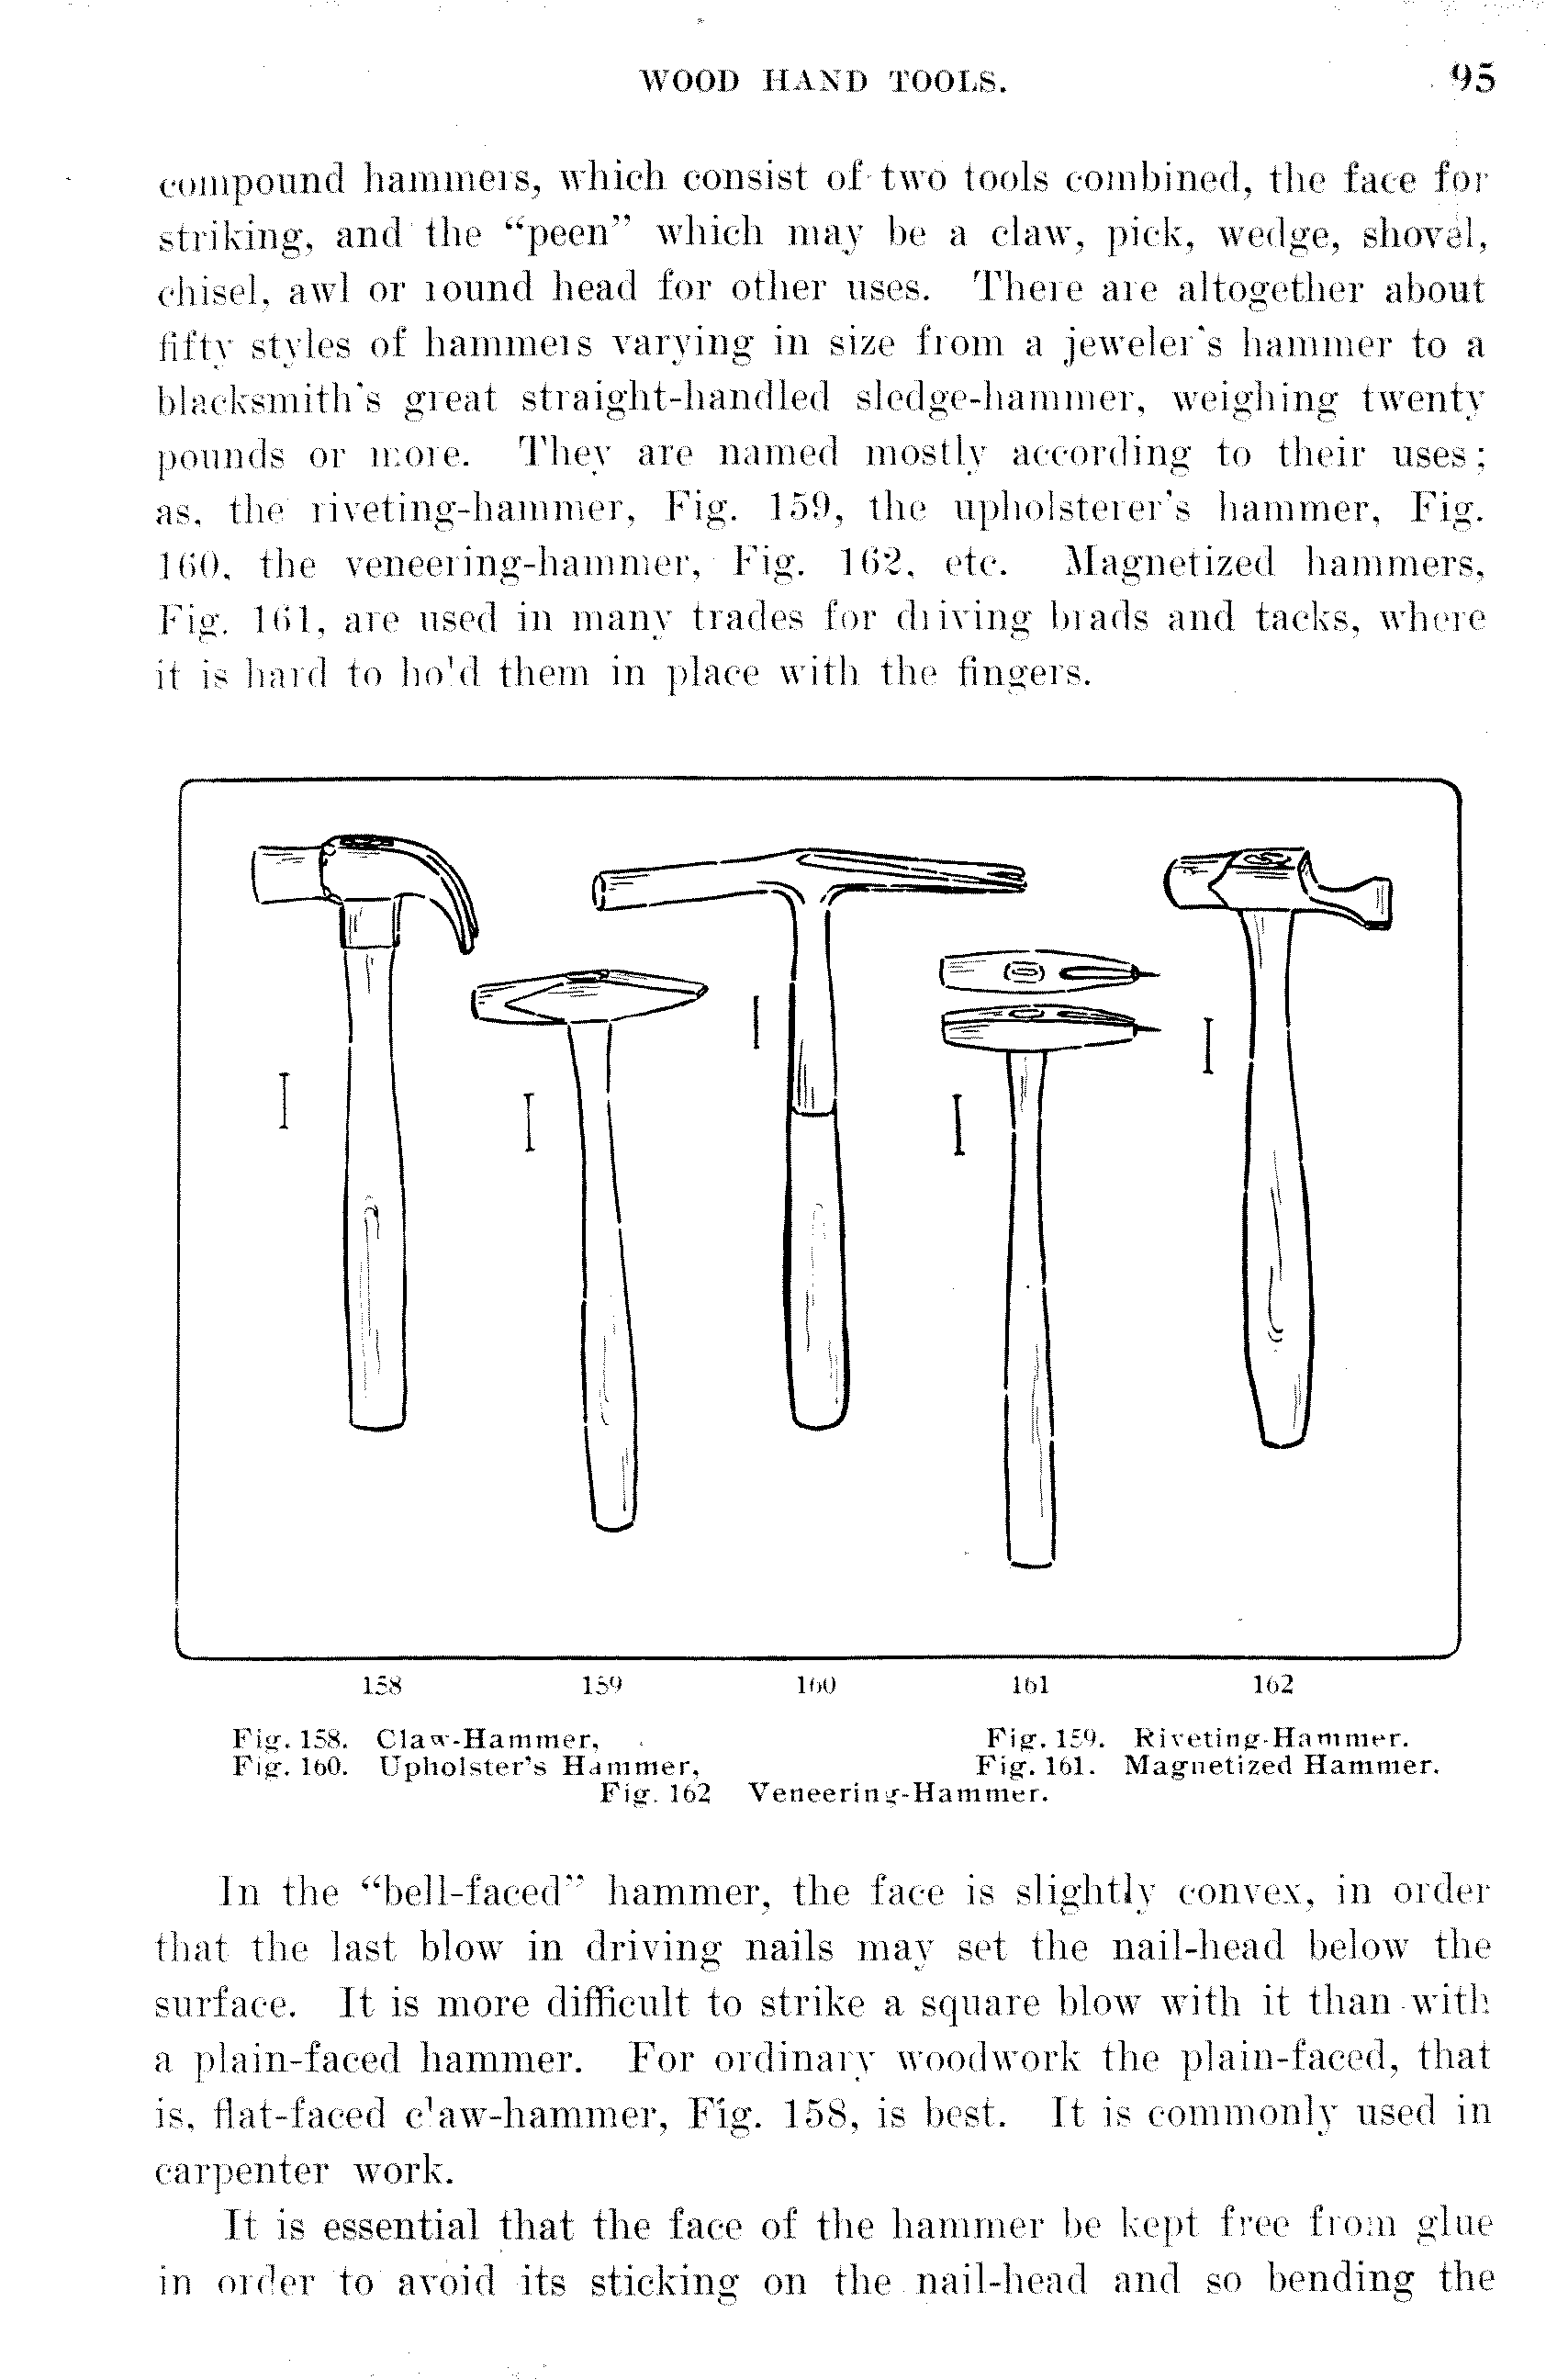 WOOD HAND TOOLS. 95
compound hammers, which consist of two tools combined, the face for
striking, and the “peen” which may be a claw, pick, wedge, shovel,
chisel, awl or round head for other uses. There are altogether about
fifty styles of hammers varying in size from a jeweler's hammer to a
blacksmith's great straight-handled sledge-hammer, weighing twenty
pounds or more. They are named mostly according to their uses;
as, the riveting-hammer, Fig. 159, the upholsterer's hammer, Fig.
160, the veneering-hammer, Fig. 162, etc. Magnetized hammers,
Fig. 161, are used in many trades for driving brads and tacks, where
it is hard to hold them in place with the fingers.
158 159 160 161 162
Fig. 158. Claw-Hammer, Fig. 159. Riveting-Hammer.
Fig. 160. Upholster's Hammer, Fig. 161. Magnetized Hammer.
Fig. 162 Veneering-Hammer.
In the “bell-faced” hammer, the face is slightly convex, in order
that the last blow in driving nails may set the nail-head below the
surface. It is more difficult to strike a square blow with it than with
a plain-faced hammer. For ordinary woodwork the plain-faced, that
is, flat-faced claw-hammer, Fig. 158, is best. It is commonly used in
carpenter work.
It is essential that the face of the hammer be kept free from glue
in order to avoid its sticking on the nail-head and so bending the